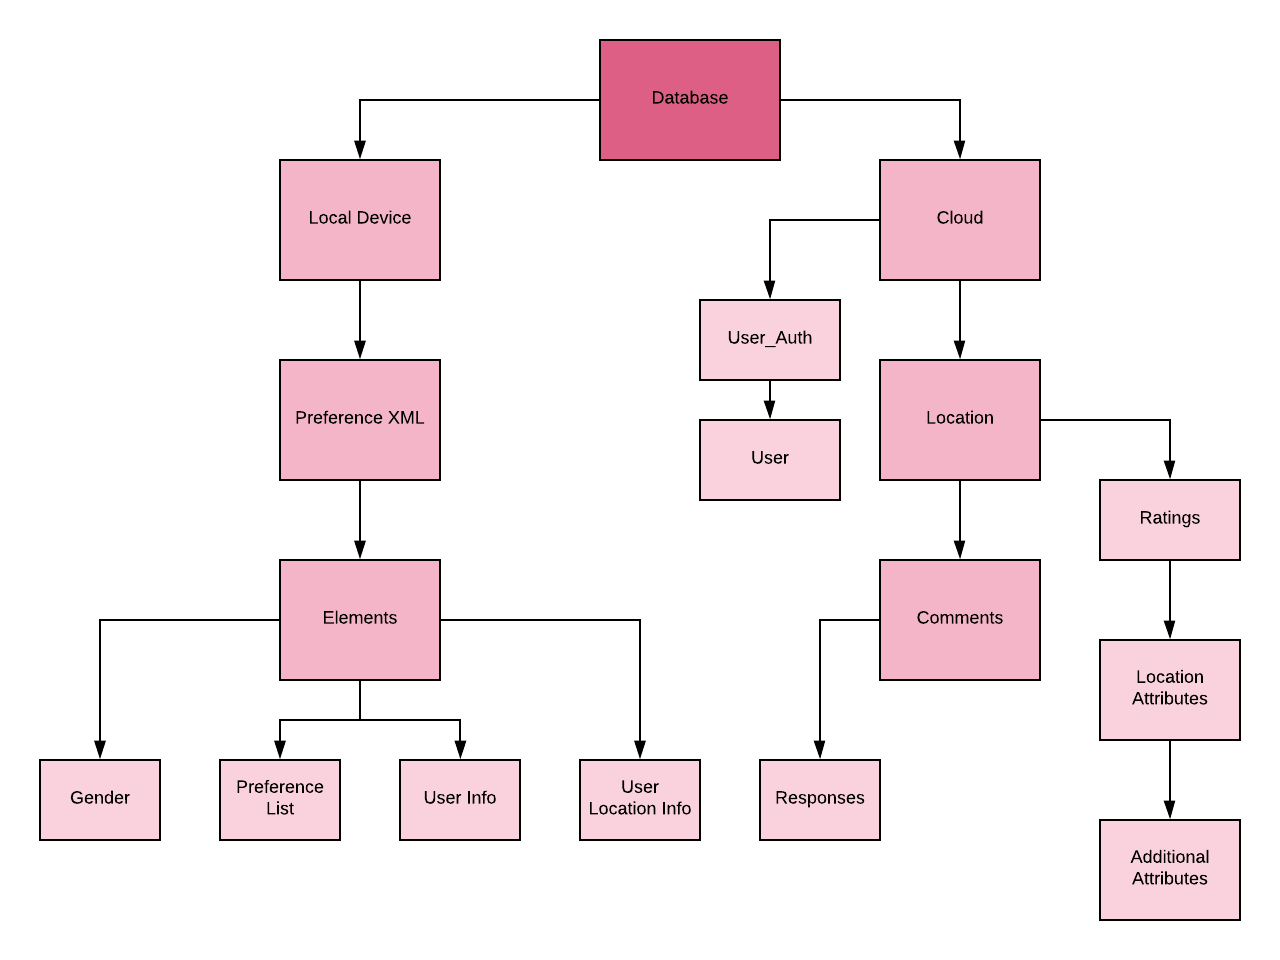 Database
Local Device
Cloud
User_Auth
Preference XML
Location
User
Ratings
Elements
Comments
Location
Attributes
Gender
Preference
List
User Info
User
Location Info
Responses
Additional
Attributes